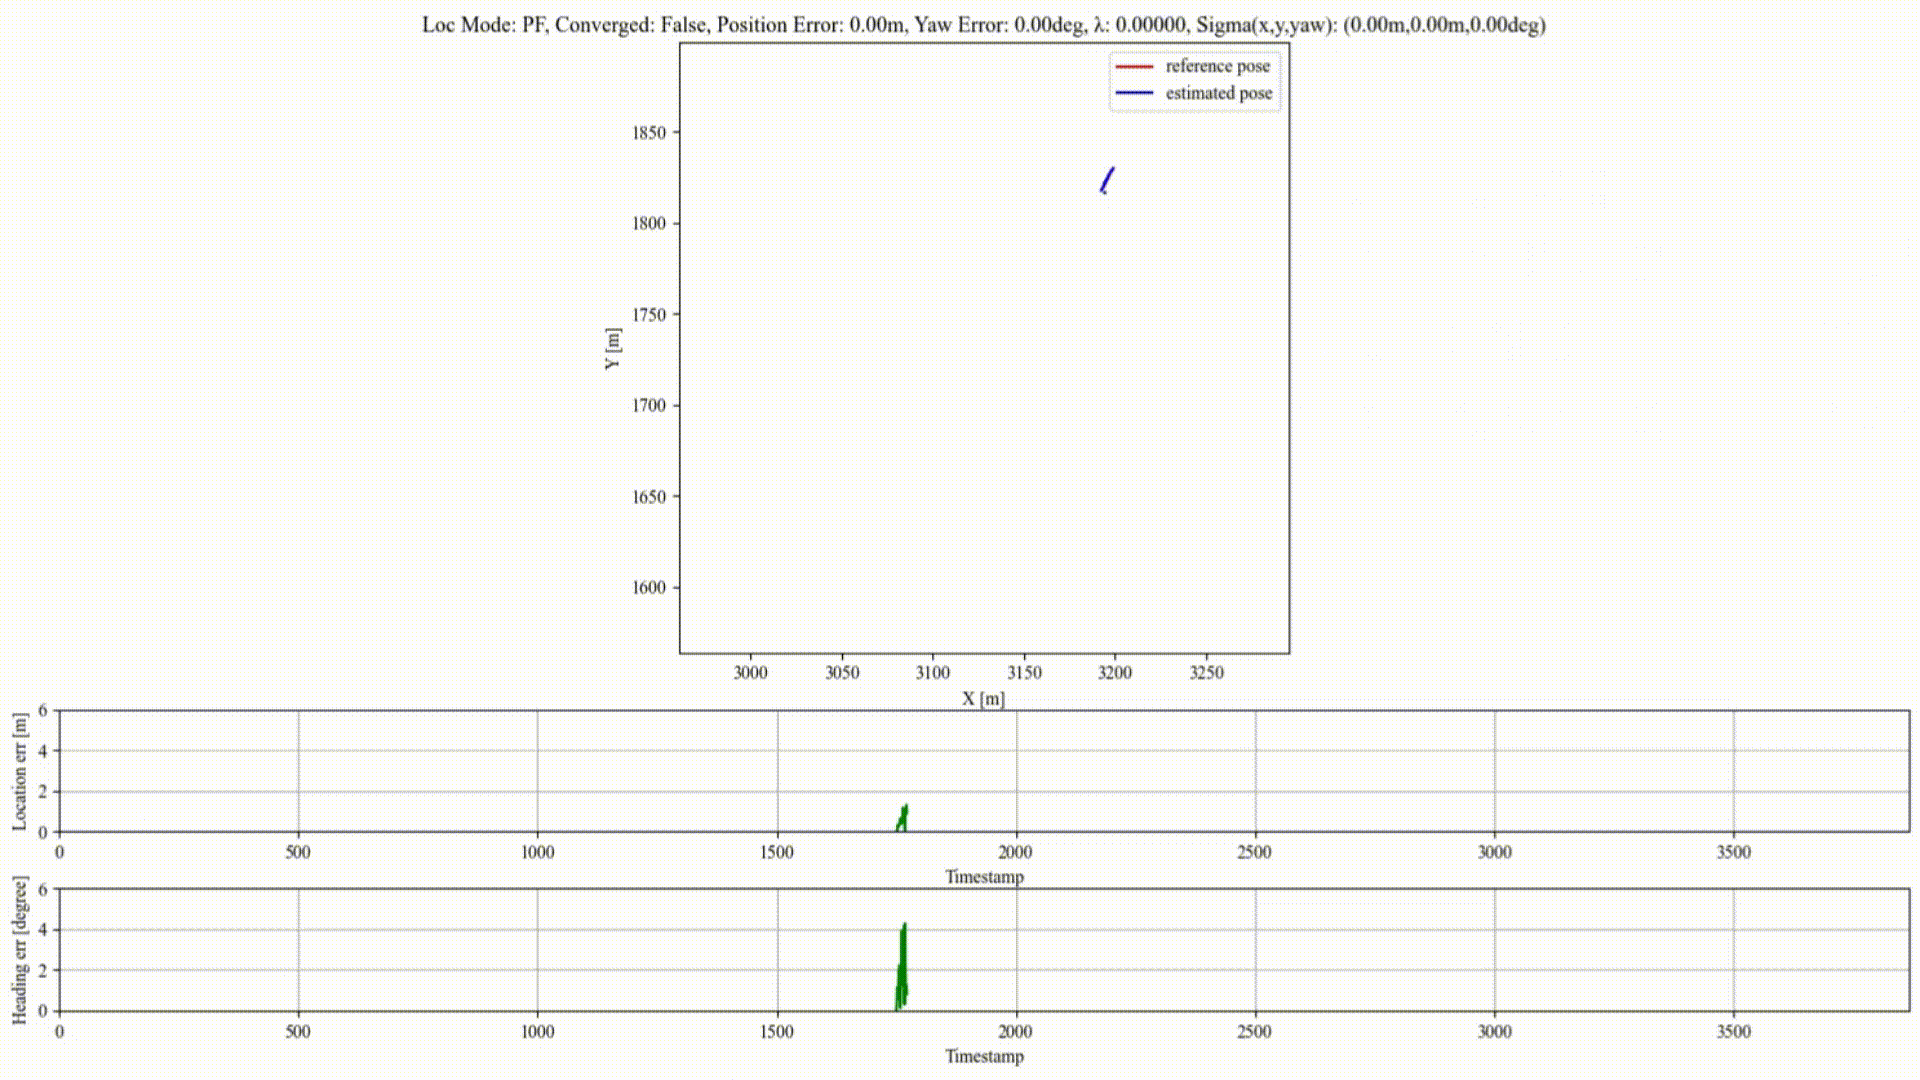 Loc Mode: PF, Converged: False, Position Error: 0.00m, Yaw Error: 0.00deg, λ: 0.00000, Sigma(x,y,yaw): (0.00m,0.00m,0.00deg)
reference pose
estimated pose
1850
1800
1750
1700
1650
1600
Y [m]
3000 3050 3100 3150 3200 3250
X [m]
Location err [m]
6
4
2
0
0 500 1000 1500 2000 2500 3000 3500
Timestamp
Heading err [degree]
6
4
2
0
0 500 1000 1500 2000 2500 3000 3500
Timestamp